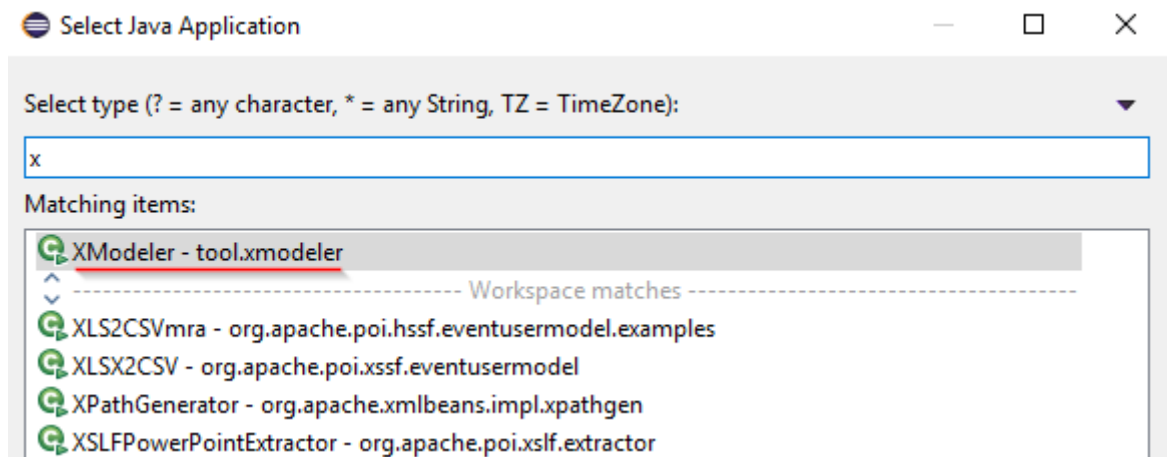 Select Java Application
Select type (? = any character, * = any String, TZ = TimeZone):
x
Matching items:
XModeler - tool.xmodeler
Workspace matches
XLS2CSVmra - org.apache.poi.hssf.eventusermodel.examples
XLSX2CSV - org.apache.poi.xssf.eventusermodel
XPathGenerator - org.apache.xmlbeans.impl.xpathgen
XSLFPowerPointExtractor - org.apache.poi.xslf.extractor